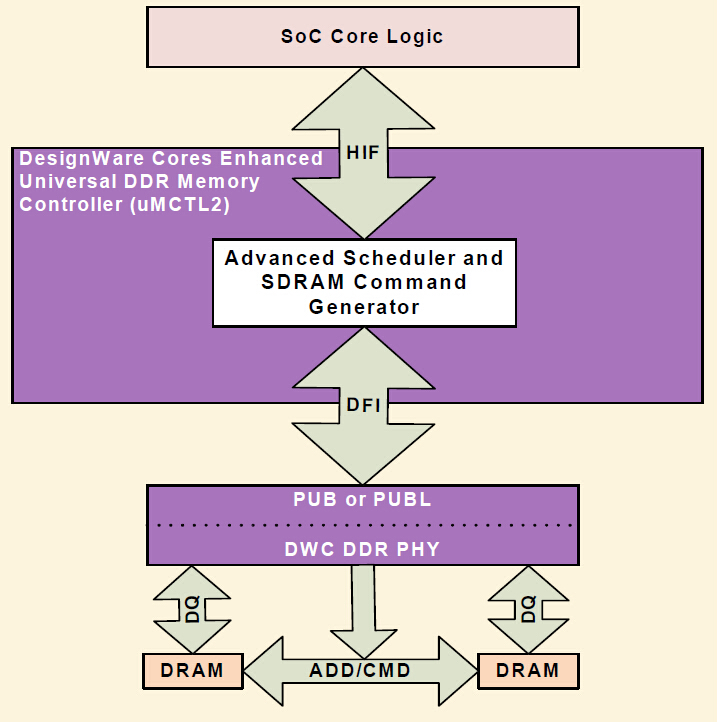 SoC Core Logic
HIF
DesignWare Cores Enhanced
Universal DDR Memory
Controller (uMCTL2)
Advanced Scheduler and
SDRAM Command
Generator
DFI
PUB or PUBL
DWC DDR PHY
DQ
DQ
DRAM
ADD/CMD
DRAM